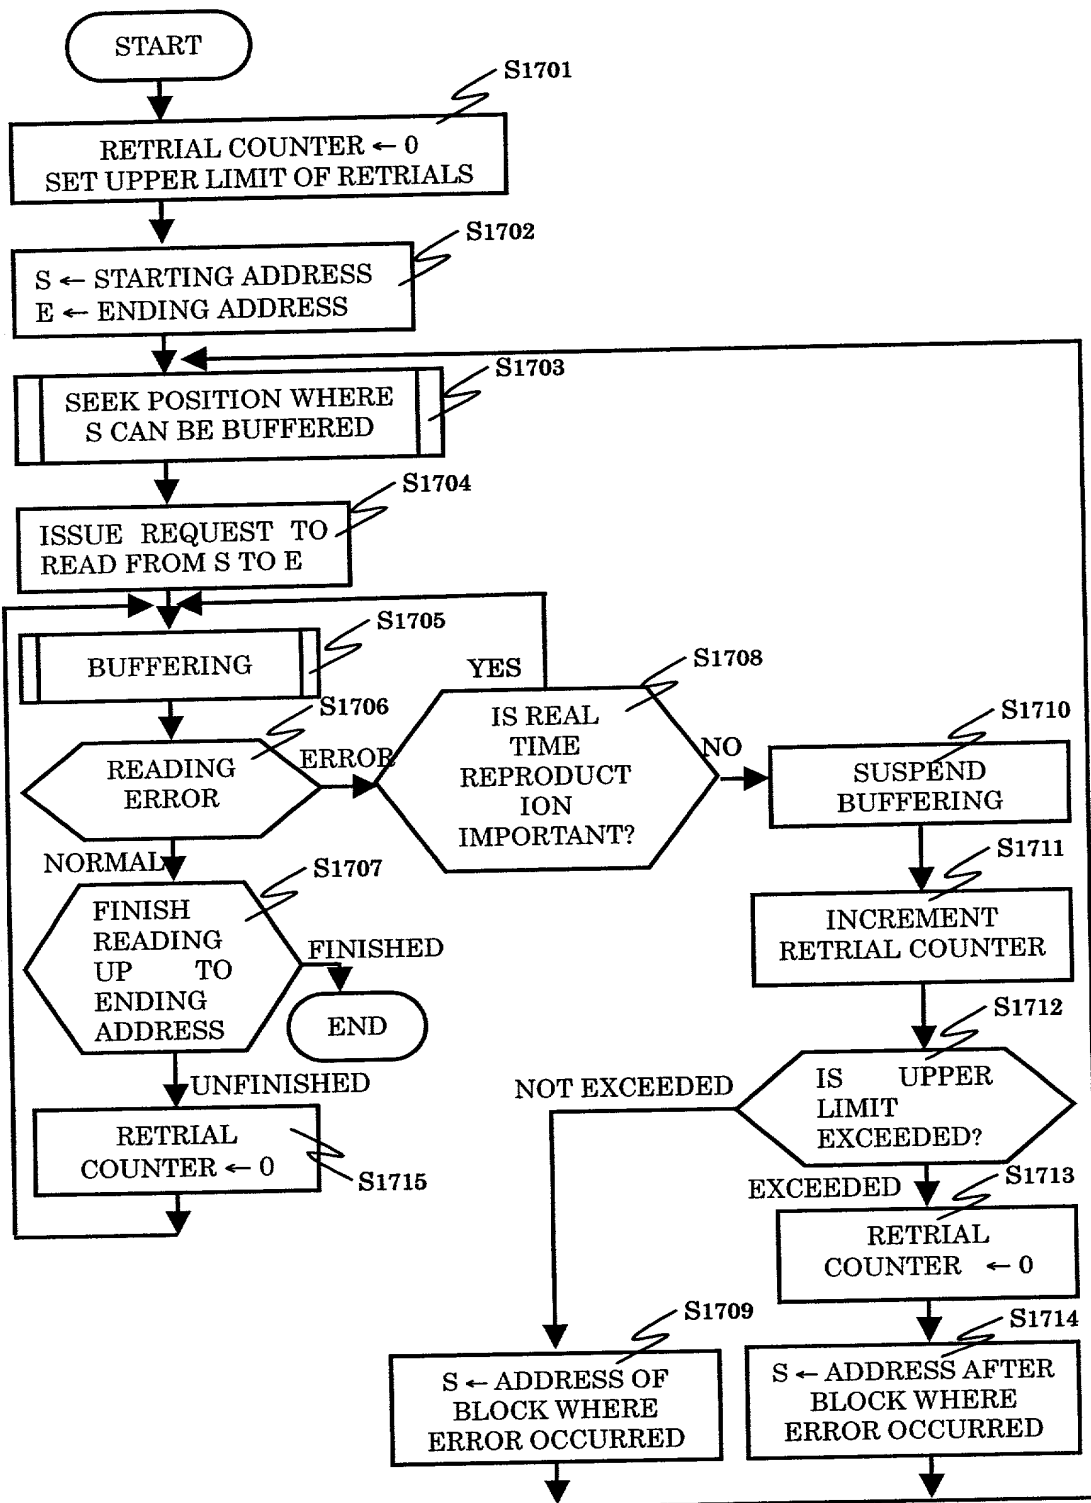 START
S1701
RETRIAL COUNTER ← 0
SET UPPER LIMIT OF RETRIALS
S1702
S ← STARTING ADDRESS
E ← ENDING ADDRESS
S1703
SEEK POSITION WHERE
S CAN BE BUFFERED
S1704
ISSUE REQUEST TO
READ FROM S TO E
S1705
BUFFERING
S1706
READING
ERROR
ERROR
YES
S1708
IS REAL
TIME
REPRODUCT
ION
IMPORTANT?
NO
S1710
SUSPEND
BUFFERING
NORMAL
S1707
FINISH
READING
UP TO
ENDING
ADDRESS
FINISHED
END
S1711
INCREMENT
RETRIAL COUNTER
S1712
IS UPPER
LIMIT
EXCEEDED?
NOT EXCEEDED
UNFINISHED
RETRIAL
COUNTER ← 0
S1715
EXCEEDED
S1713
RETRIAL
COUNTER ← 0
S1709
S ← ADDRESS OF
BLOCK WHERE
ERROR OCCURRED
S1714
S ← ADDRESS AFTER
BLOCK WHERE
ERROR OCCURRED